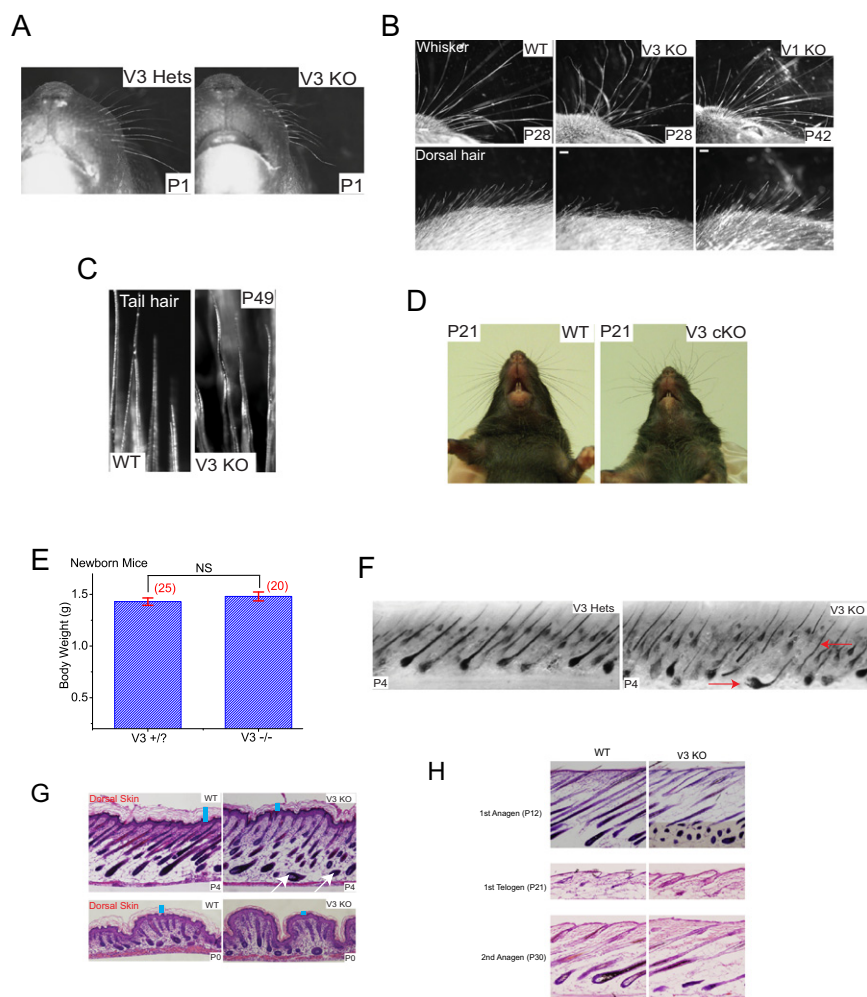 A
V3 Hets
V3 KO
P1
P1
B
Whisker
WT
V3 KO
V1 KO
P28
P28
P42
Dorsal hair
C
Tail hair
P49
WT
V3 KO
D
P21
WT
P21
V3 cKO
E
Newborn Mice
NS
(25)
(20)
1.5
1.0
0.5
Body Weight (g)
V3 +/?
V3 -/-
F
V3 Hets
V3 KO
P4
P4
G
Dorsal Skin
WT
V3 KO
P4
P4
Dorsal Skin
WT
V3 KO
P0
P0
H
WT
V3 KO
1st Anagen (P12)
1st Telogen (P21)
2nd Anagen (P30)